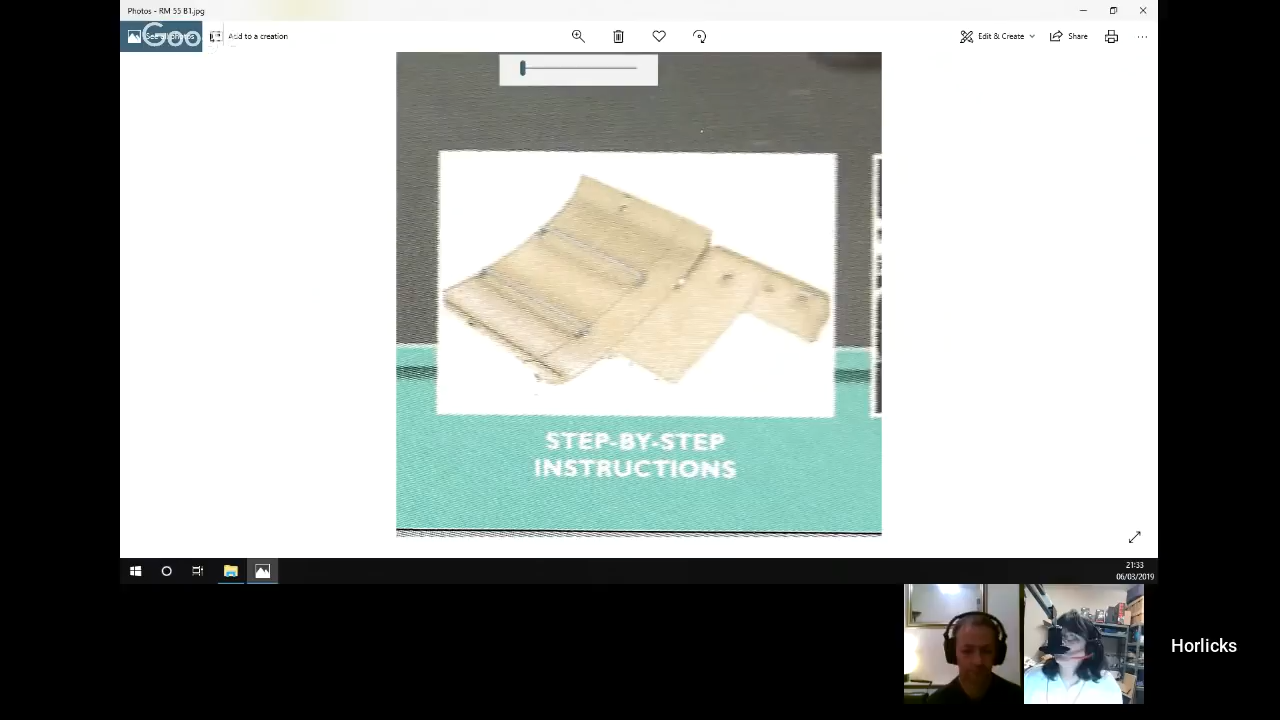 Photos - RM 55 B1.jpg
Goo
Add to a creation
Edit & Create
Share
STEP-BY-STEP
INSTRUCTIONS
21:33
06/03/2019
Horlicks